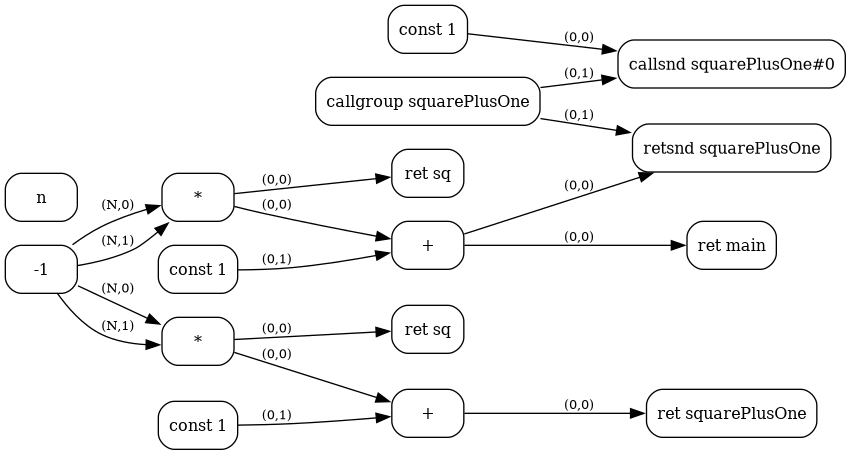 const 1
(0,0)
callsnd squarePlusOne#0
callgroup squarePlusOne
(0,1)
(0,1)
retsnd squarePlusOne
n
(N,0)
*
(0,0)
ret sq
(0,0)
(0,0)
(N,1)
-1
const 1
(0,1)
+
(0,0)
ret main
(N,0)
(N,1)
*
(0,0)
ret sq
(0,0)
const 1
(0,1)
+
(0,0)
ret squarePlusOne